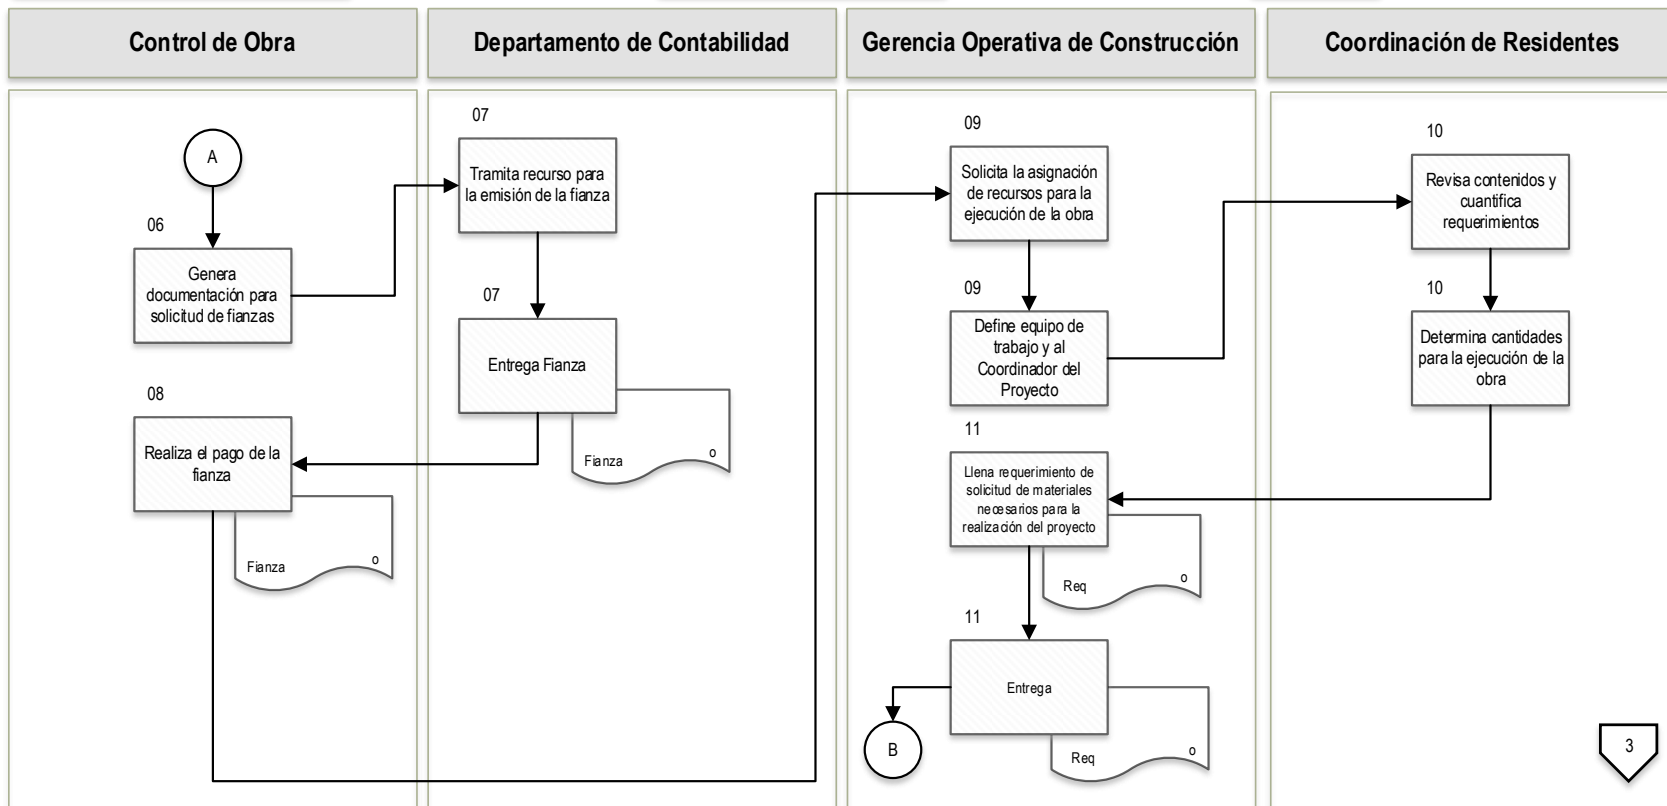 Control de Obra
Departamento de Contabilidad
Gerencia Operativa de Construcción
Coordinación de Residentes
A
06
Genera
documentación para
solicitud de fianzas
08
Realiza el pago de la
fianza
Fianza
o
07
Tramita recurso para
la emisión de la fianza
07
Entrega Fianza
Fianza
o
09
Solicita la asignación
de recursos para la
ejecución de la obra
09
Define equipo de
trabajo y al
Coordinador del
Proyecto
11
Llena requerimiento de
solicitud de materiales
necesarios para la
realización del proyecto
Req
o
11
Entrega
Req
o
B
10
Revisa contenidos y
cuantifica
requerimientos
10
Determina cantidades
para la ejecución de la
obra
3